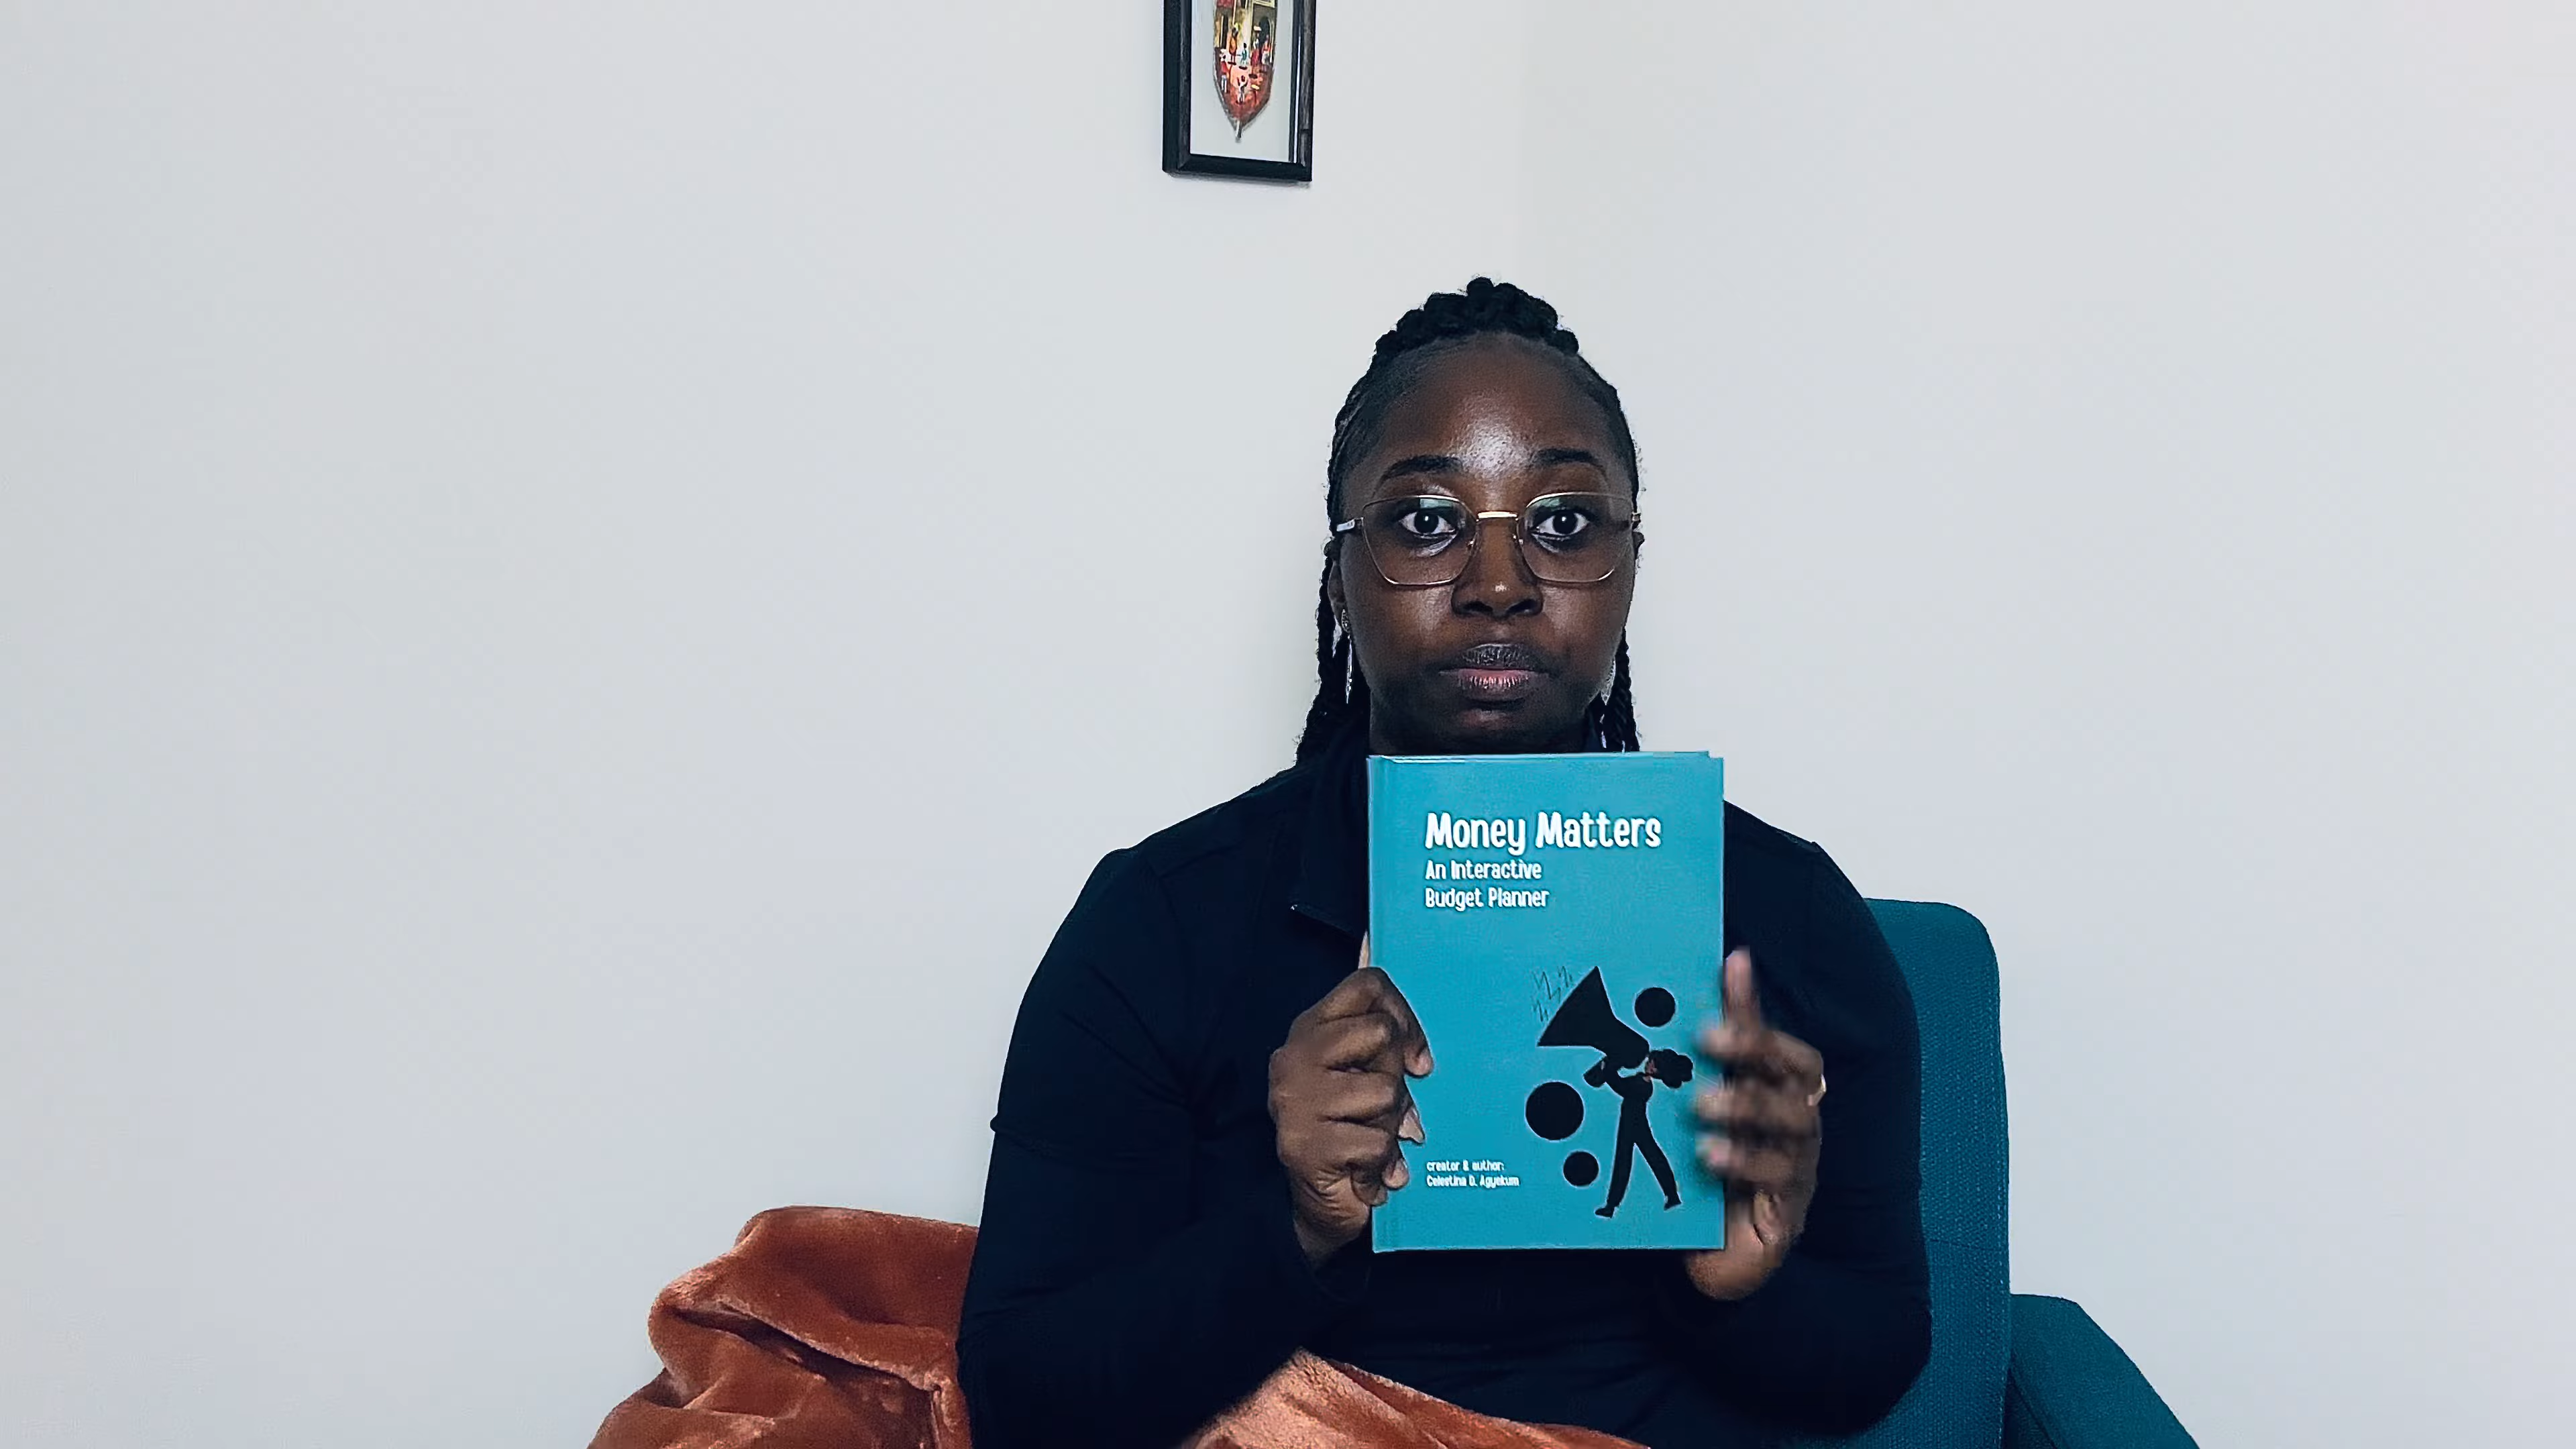 Money Matters
An Interactive
Budget Planner
creator & author:
Celestina D. Agyekum